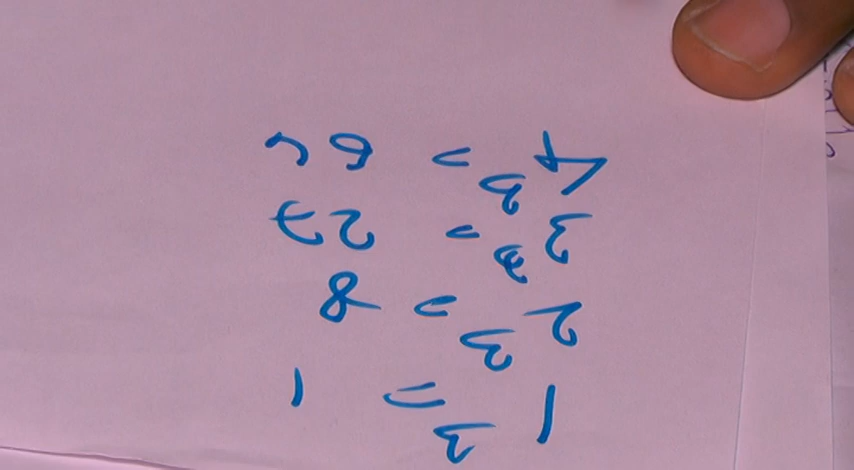 1³ = 1
2³ = 8
3³ = 27
4³ = 64